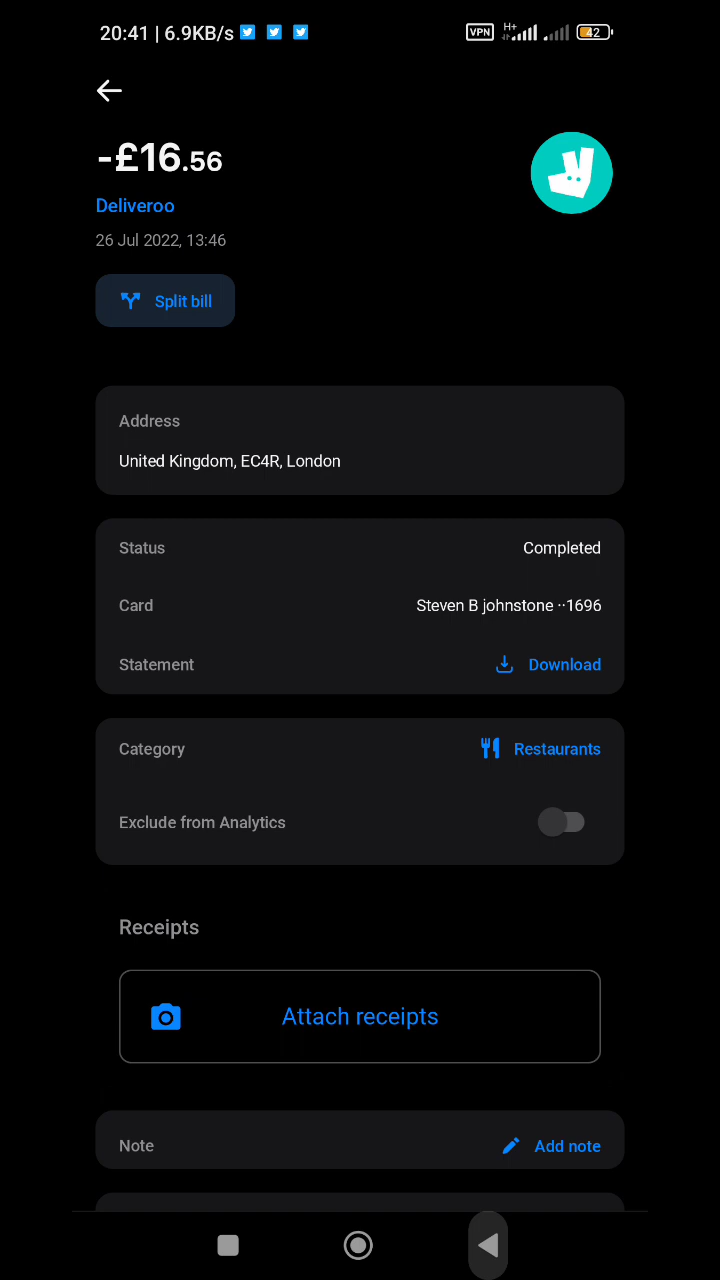 20:41 | 6.9KB/s VPN H+ 42
-£16.56
Deliveroo
26 Jul 2022, 13:46
Split bill
Address
United Kingdom, EC4R, London
Status Completed
Card Steven B johnstone ··1696
Statement Download
Category Restaurants
Exclude from Analytics
Receipts
Attach receipts
Note Add note